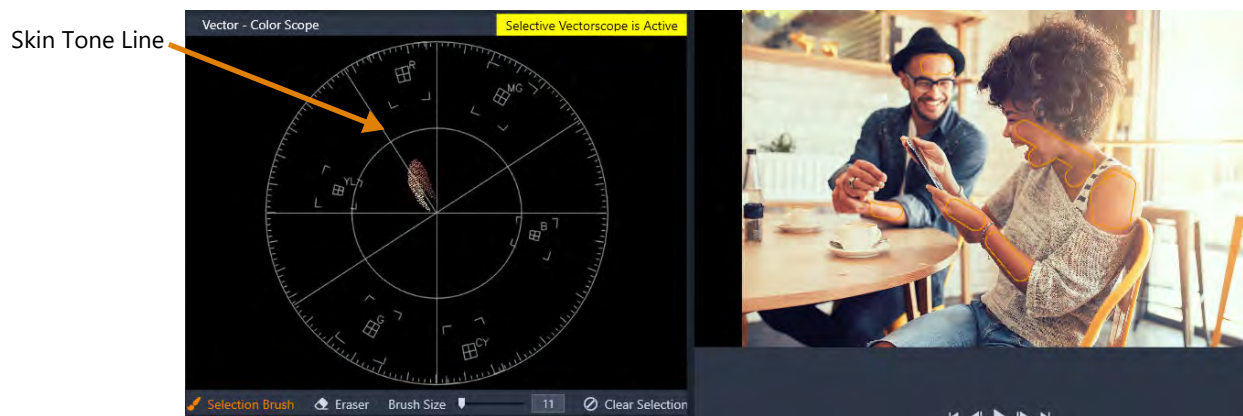 Skin Tone Line
Vector - Color Scope
Selective Vectorscope is Active
R
MG
YL
B
G
CY
Selection Brush Eraser Brush Size 11 Clear Selection